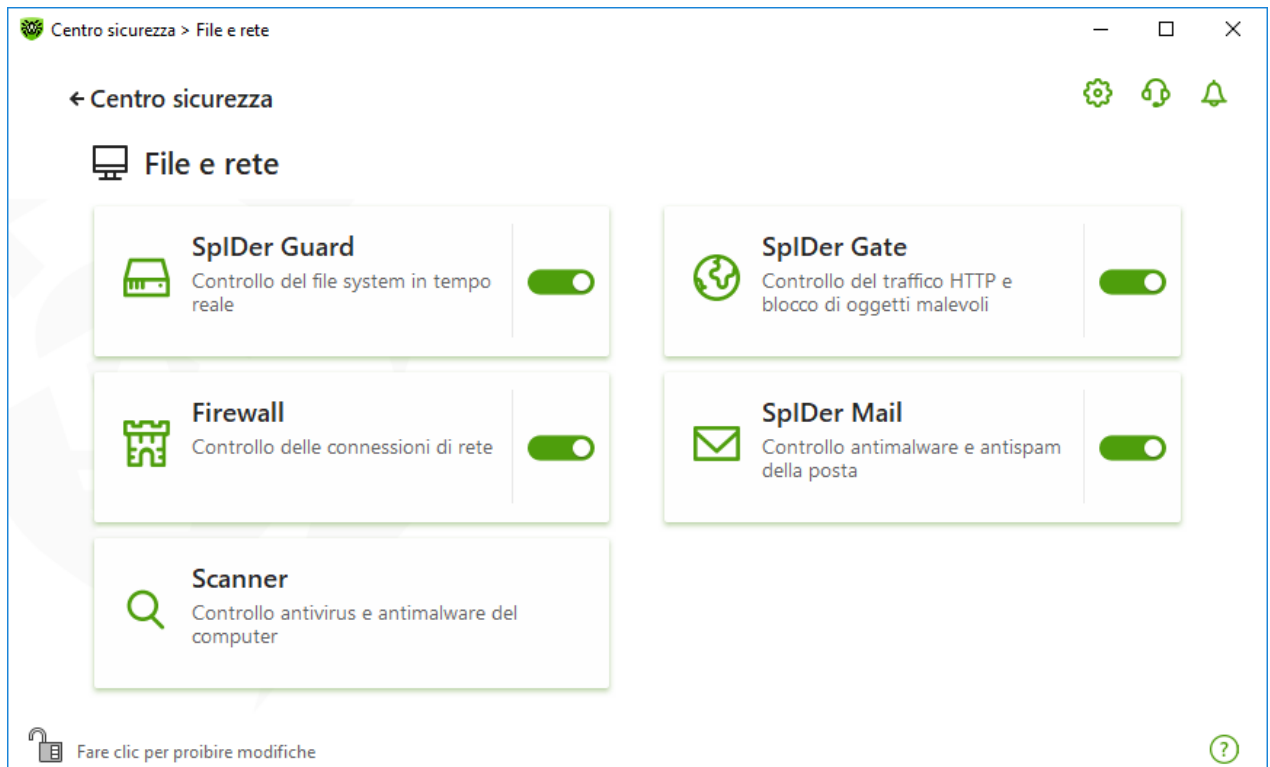 Centro sicurezza > File e rete
Centro sicurezza
File e rete
SpIDer Guard
Controllo del file system in tempo
reale
SpIDer Gate
Controllo del traffico HTTP e
blocco di oggetti malevoli
Firewall
Controllo delle connessioni di rete
SpIDer Mail
Controllo antimalware e antispam
della posta
Scanner
Controllo antivirus e antimalware del
computer
Fare clic per proibire modifiche
?